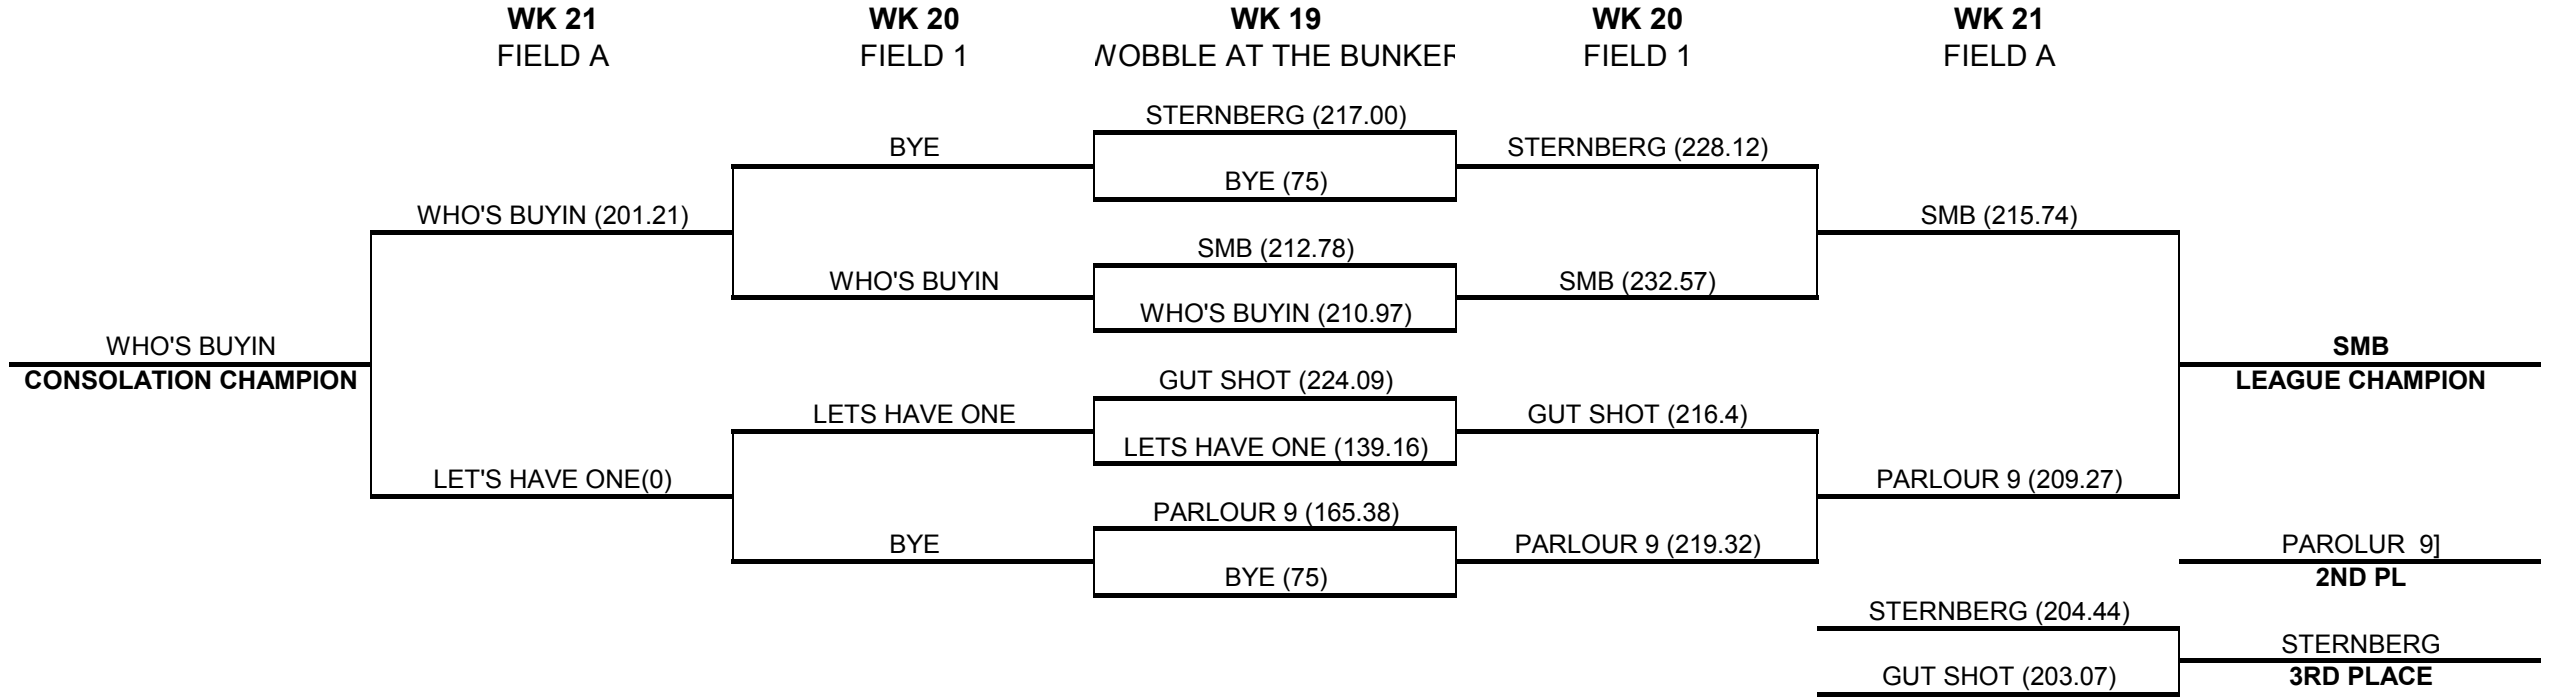 WK 21 WK 20 WK 19 WK 20 WK 21
FIELD A FIELD 1 WOBBLE AT THE BUNKER FIELD 1 FIELD A
STERNBERG (217.00)
BYE STERNBERG (228.12)
BYE (75)
WHO'S BUYIN (201.21) SMB (215.74)
SMB (212.78)
WHO'S BUYIN SMB (232.57)
WHO'S BUYIN (210.97)
WHO'S BUYIN SMB
CONSOLATION CHAMPION GUT SHOT (224.09) LEAGUE CHAMPION
LETS HAVE ONE GUT SHOT (216.4)
LETS HAVE ONE (139.16)
LET'S HAVE ONE(0) PARLOUR 9 (209.27)
PARLOUR 9 (165.38)
BYE PARLOUR 9 (219.32) PAROLUR  9]
BYE (75) 2ND PL
STERNBERG (204.44)
STERNBERG
GUT SHOT (203.07) 3RD PLACE